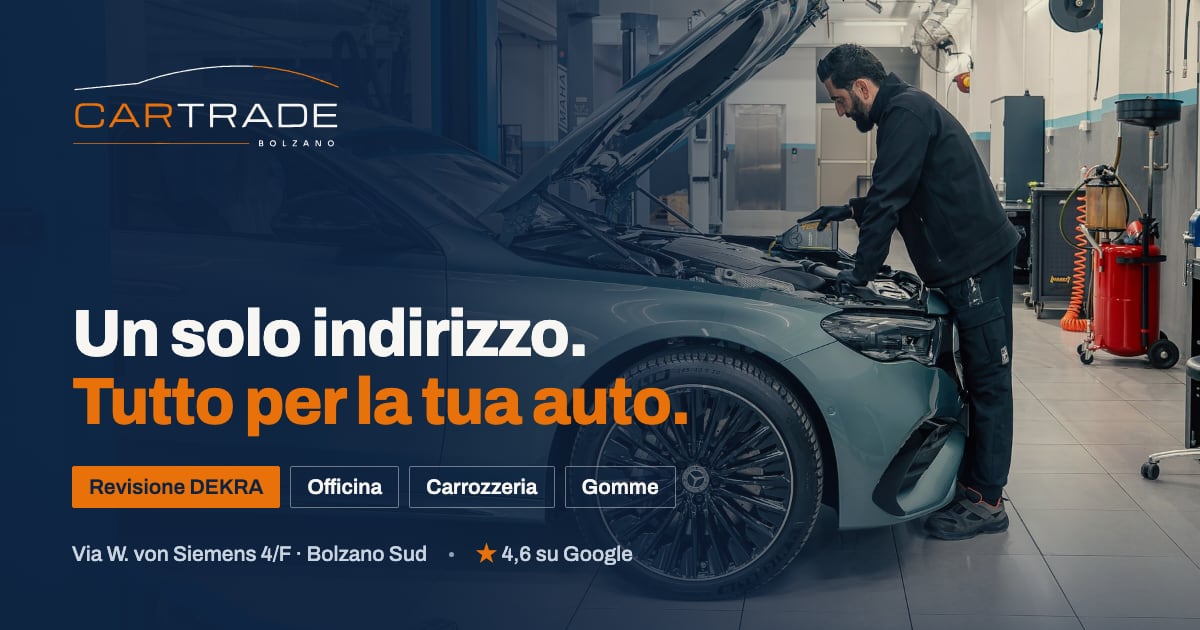 CARTRADE
BOLZANO
Un solo indirizzo.
Tutto per la tua auto.
Revisione DEKRA
Officina
Carrozzeria
Gomme
Via W. von Siemens 4/F · Bolzano Sud • ★ 4,6 su Google